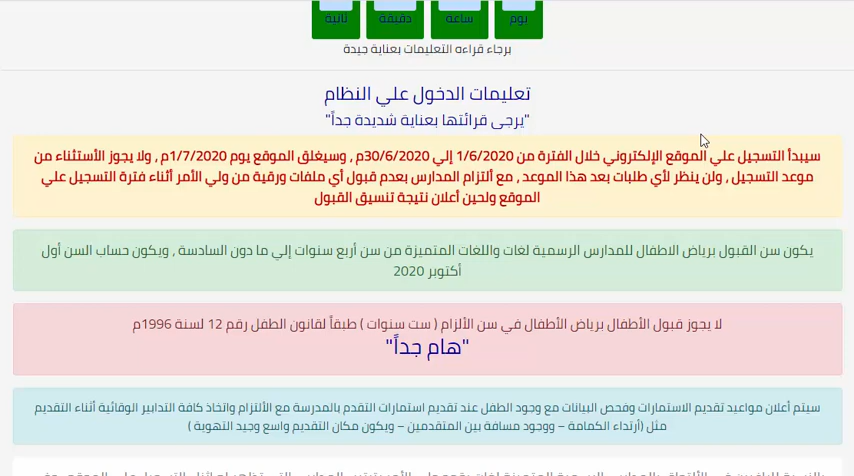 يوم ساعة دقيقة ثانية
برجاء قراءه التعليمات بعناية جيدة
تعليمات الدخول علي النظام
"يرجى قرائتها بعناية شديدة جداً"
سيبدأ التسجيل علي الموقع الإلكتروني خلال الفترة من 1/6/2020 إلي 30/6/2020م , وسيغلق الموقع يوم 1/7/2020م , ولا يجوز الأستثناء من
موعد التسجيل , ولن ينظر لأي طلبات بعد هذا الموعد , مع ألتزام المدارس بعدم قبول أي ملفات ورقية من ولي الأمر أثناء فترة التسجيل علي
الموقع ولحين أعلان نتيجة تنسيق القبول
يكون سن القبول برياض الاطفال للمدارس الرسمية لغات واللغات المتميزة من سن أربع سنوات إلي ما دون السادسة , ويكون حساب السن أول
أكتوبر 2020
لا يجوز قبول الأطفال برياض الأطفال في سن الألزام ( ست سنوات ) طبقاً لقانون الطفل رقم 12 لسنة 1996م
"هام جداً"
سيتم أعلان مواعيد تقديم الاستمارات وفحص البيانات مع وجود الطفل عند تقديم استمارات التقدم بالمدرسة مع الألتزام واتخاذ كافة التدابير الوقائية أثناء التقديم
مثل (أرتداء الكمامة – ووجود مسافة بين المتقدمين – ويكون مكان التقديم واسع وجيد التهوية )